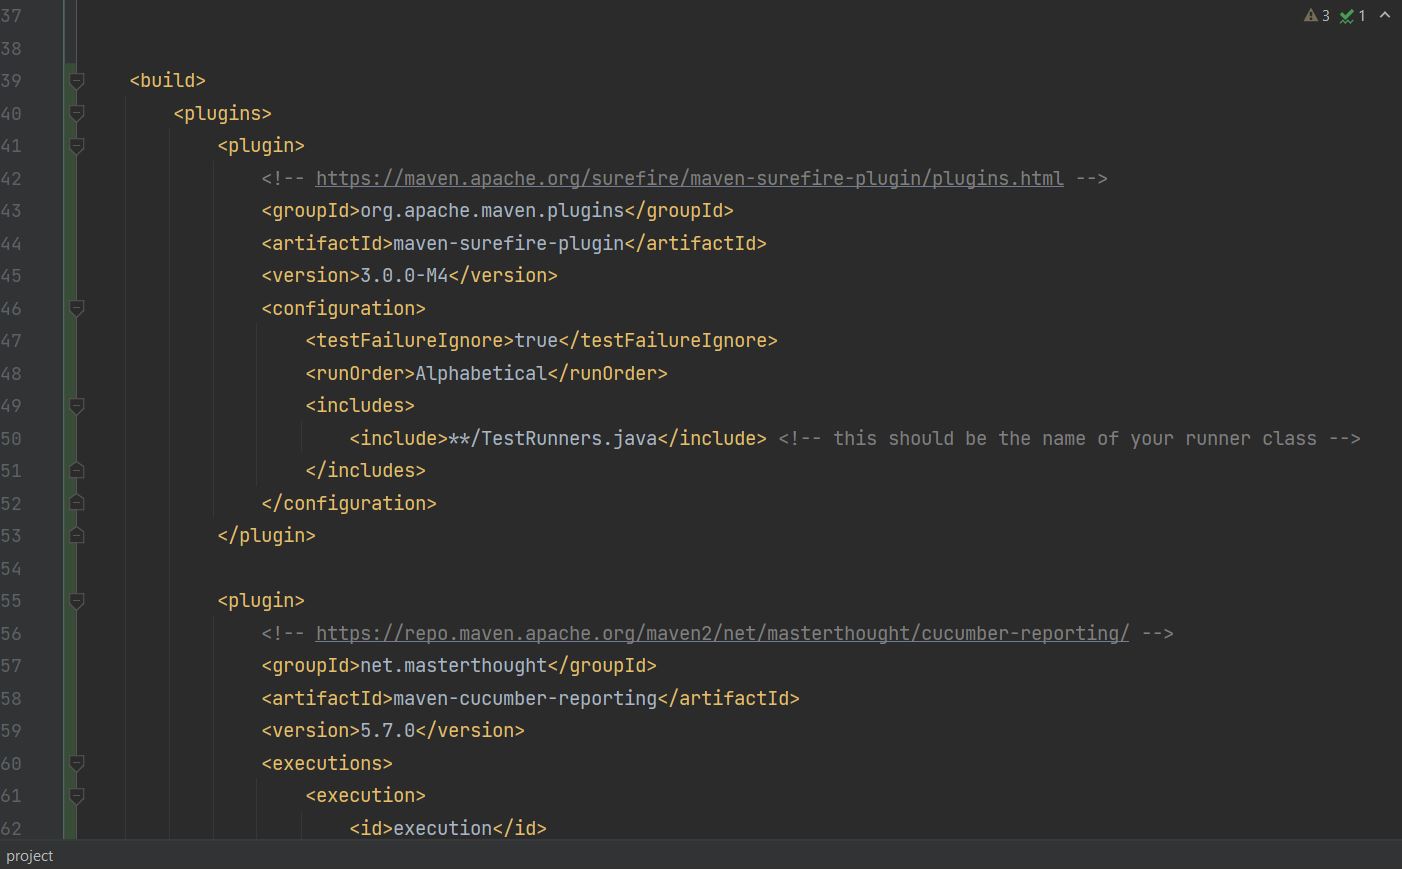 37 3 1
38
39 <build>
40 <plugins>
41 <plugin>
42 <!-- https://maven.apache.org/surefire/maven-surefire-plugin/plugins.html -->
43 <groupId>org.apache.maven.plugins</groupId>
44 <artifactId>maven-surefire-plugin</artifactId>
45 <version>3.0.0-M4</version>
46 <configuration>
47 <testFailureIgnore>true</testFailureIgnore>
48 <runOrder>Alphabetical</runOrder>
49 <includes>
50 <include>**/TestRunners.java</include> <!-- this should be the name of your runner class -->
51 </includes>
52 </configuration>
53 </plugin>
54
55 <plugin>
56 <!-- https://repo.maven.apache.org/maven2/net/masterthought/cucumber-reporting/ -->
57 <groupId>net.masterthought</groupId>
58 <artifactId>maven-cucumber-reporting</artifactId>
59 <version>5.7.0</version>
60 <executions>
61 <execution>
62 <id>execution</id>
project